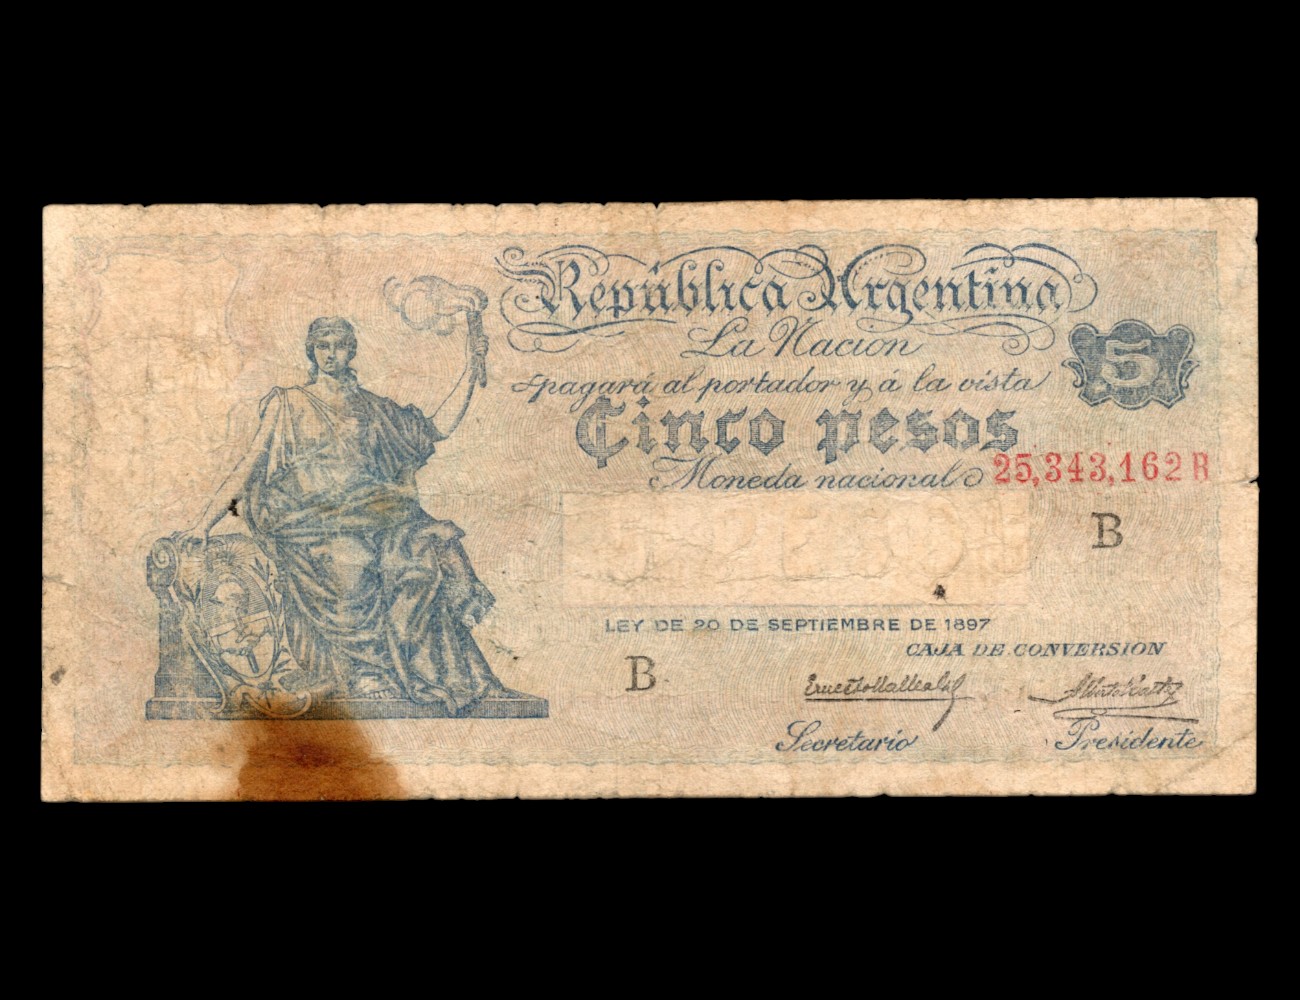 República Argentina
La Nación
pagará al portador y á la vista
5
Cinco pesos
Moneda nacional
25,343,162 B
B
LEY DE 20 DE SEPTIEMBRE DE 1897
CAJA DE CONVERSION
B
Secretario
Presidente